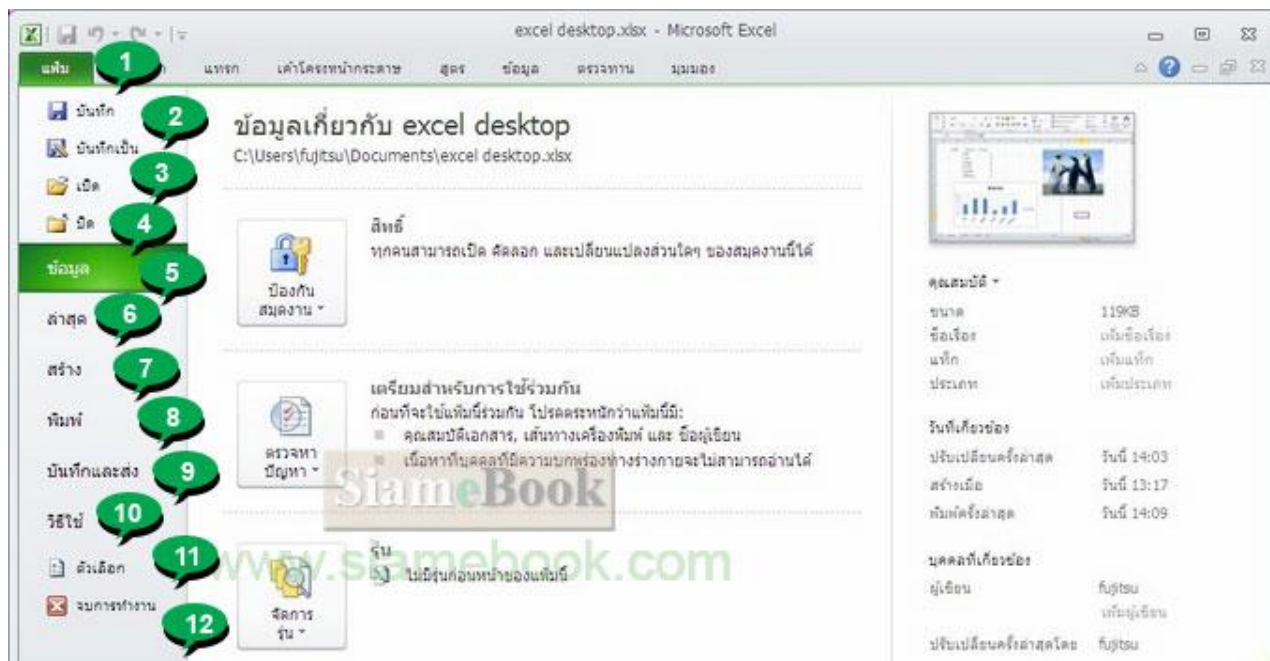 excel desktop.xlsx - Microsoft Excel
แฟ้ม
แทรก เค้าโครงหน้ากระดาษ สูตร ข้อมูล ตรวจทาน มุมมอง
1
บันทึก
2
บันทึกเป็น
3
เปิด
4
ปิด
5
ข้อมูล
6
ล่าสุด
7
สร้าง
8
พิมพ์
9
บันทึกและส่ง
10
วิธีใช้
11
ตัวเลือก
12
จบการทำงาน
ข้อมูลเกี่ยวกับ excel desktop
C:\Users\fujitsu\Documents\excel desktop.xlsx
ป้องกัน
สมุดงาน
สิทธิ์
ทุกคนสามารถเปิด คัดลอก และเปลี่ยนแปลงส่วนใดๆ ของสมุดงานนี้ได้
ตรวจหา
ปัญหา
เตรียมสำหรับการใช้ร่วมกัน
ก่อนที่จะใช้แฟ้มนี้ร่วมกัน โปรดตระหนักว่าแฟ้มนี้มี:
คุณสมบัติเอกสาร, เส้นทางเครื่องพิมพ์ และ ชื่อผู้เขียน
เนื้อหาที่บุคคลที่มีความบกพร่องทางร่างกายจะไม่สามารถอ่านได้
SiameBook
www.siamebook.com
จัดการ
รุ่น
รุ่น
ไม่มีรุ่นก่อนหน้าของแฟ้มนี้
คุณสมบัติ
ขนาด 119KB
ชื่อเรื่อง เพิ่มชื่อเรื่อง
แท็ก เพิ่มแท็ก
ประเภท เพิ่มประเภท
วันที่เกี่ยวข้อง
ปรับเปลี่ยนครั้งล่าสุด วันนี้ 14:03
สร้างเมื่อ วันนี้ 13:17
พิมพ์ครั้งล่าสุด วันนี้ 14:09
บุคคลที่เกี่ยวข้อง
ผู้เขียน fujitsu
เพิ่มผู้เขียน
ปรับเปลี่ยนครั้งล่าสุดโดย fujitsu